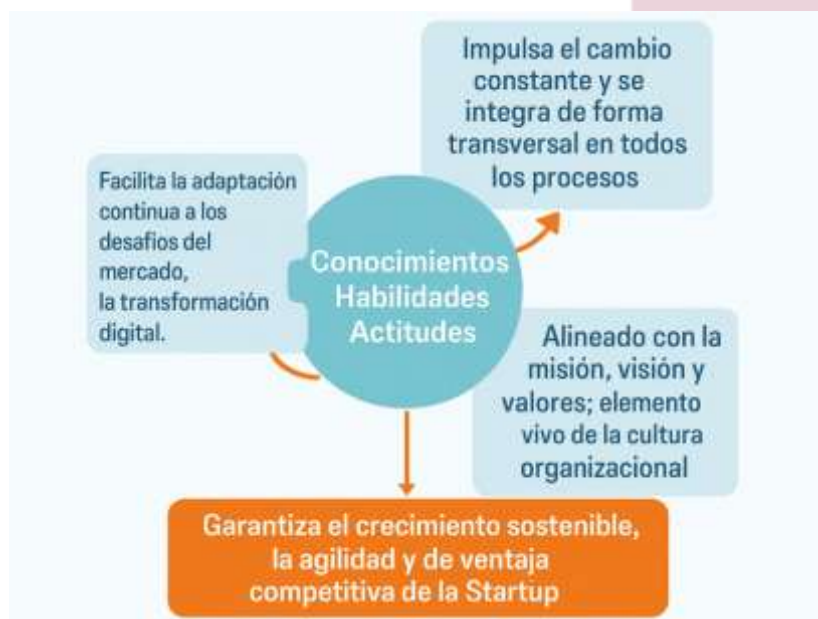 Impulsa el cambio
constante y se
integra de forma
transversal en todos
los procesos
Facilita la adaptación
continua a los
desafios del
mercado,
la transformación
digital.
Conocimientos
Habilidades
Actitudes
Alineado con la
misión, visión y
valores; elemento
vivo de la cultura
organizacional
Garantiza el crecimiento sostenible,
la agilidad y de ventaja
competitiva de la Startup